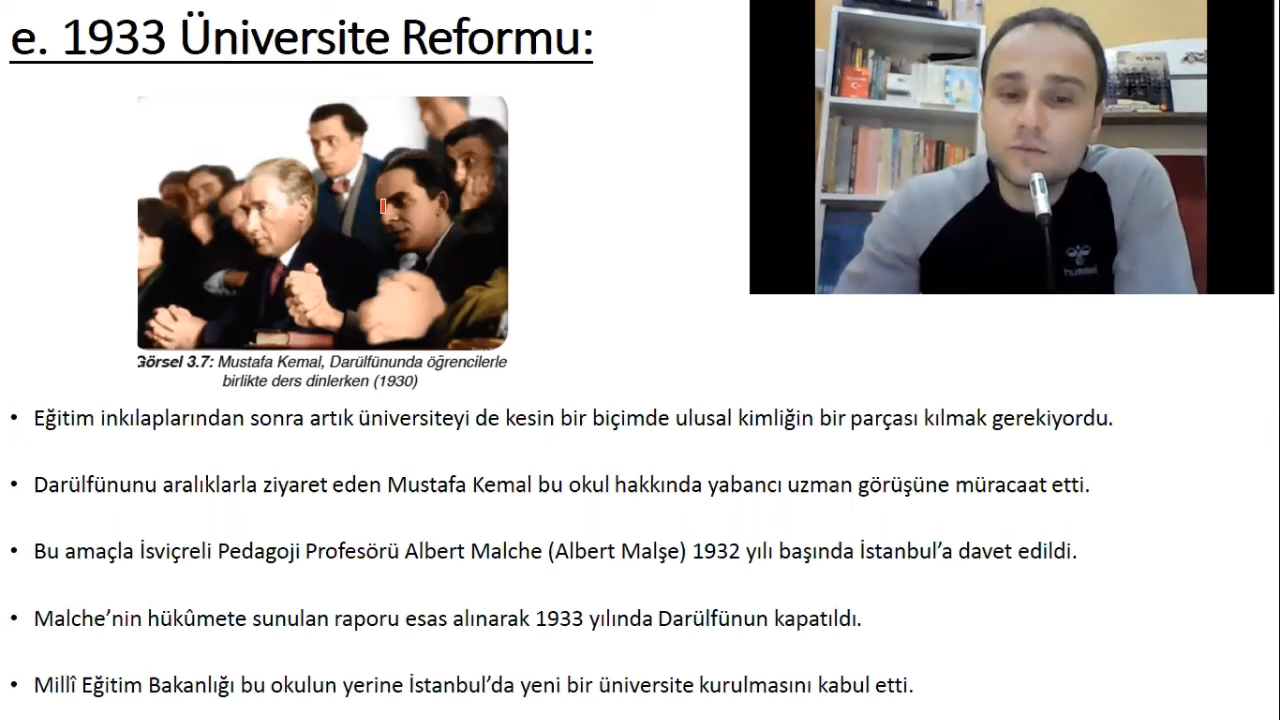 e. 1933 Üniversite Reformu:
hummel
Görsel 3.7: Mustafa Kemal, Darülfününda öğrencilerle
birlikte ders dinlerken (1930)
• Eğitim inkılaplarından sonra artık üniversiteyi de kesin bir biçimde ulusal kimliğin bir parçası kılmak gerekiyordu.
• Darülfününu aralıklarla ziyaret eden Mustafa Kemal bu okul hakkında yabancı uzman görüşüne müracaat etti.
• Bu amaçla İsviçreli Pedagoji Profesörü Albert Malche (Albert Malşe) 1932 yılı başında İstanbul’a davet edildi.
• Malche’nin hükûmete sunulan raporu esas alınarak 1933 yılında Darülfünun kapatıldı.
• Millî Eğitim Bakanlığı bu okulun yerine İstanbul’da yeni bir üniversite kurulmasını kabul etti.